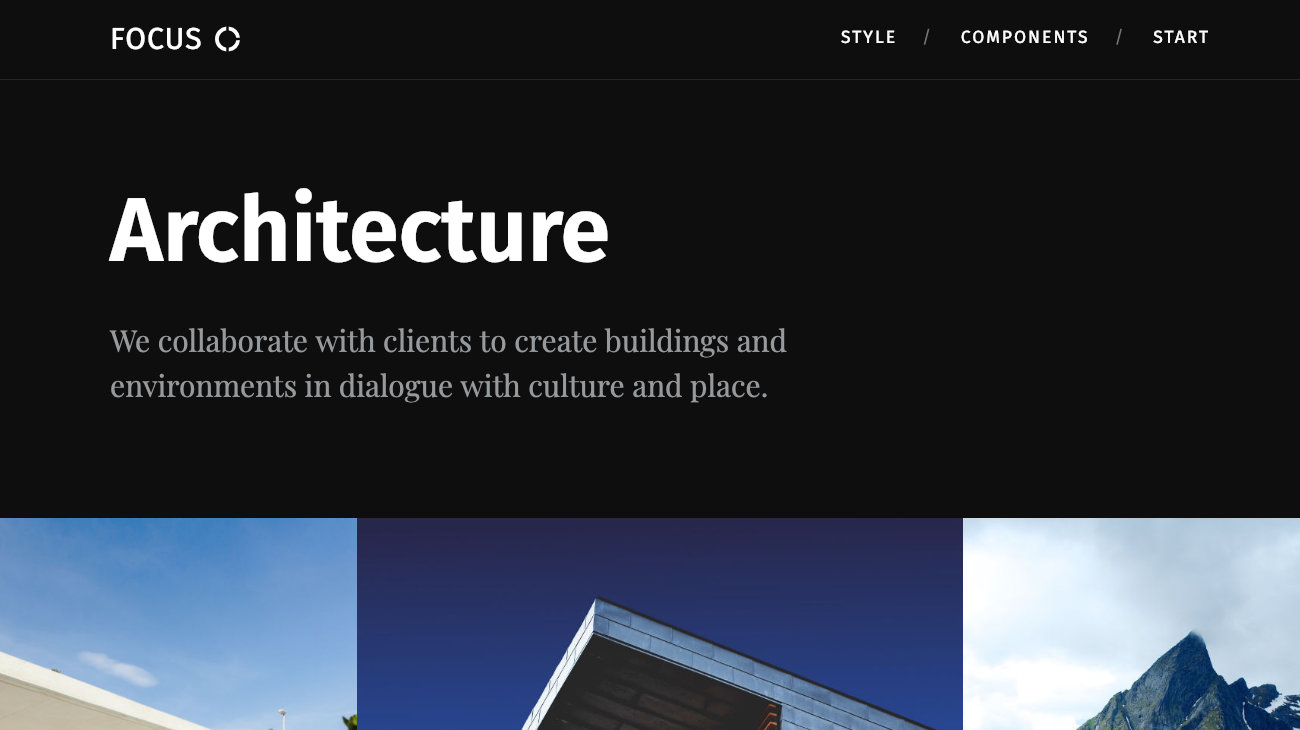 FOCUS
STYLE / COMPONENTS / START
Architecture
We collaborate with clients to create buildings and
environments in dialogue with culture and place.